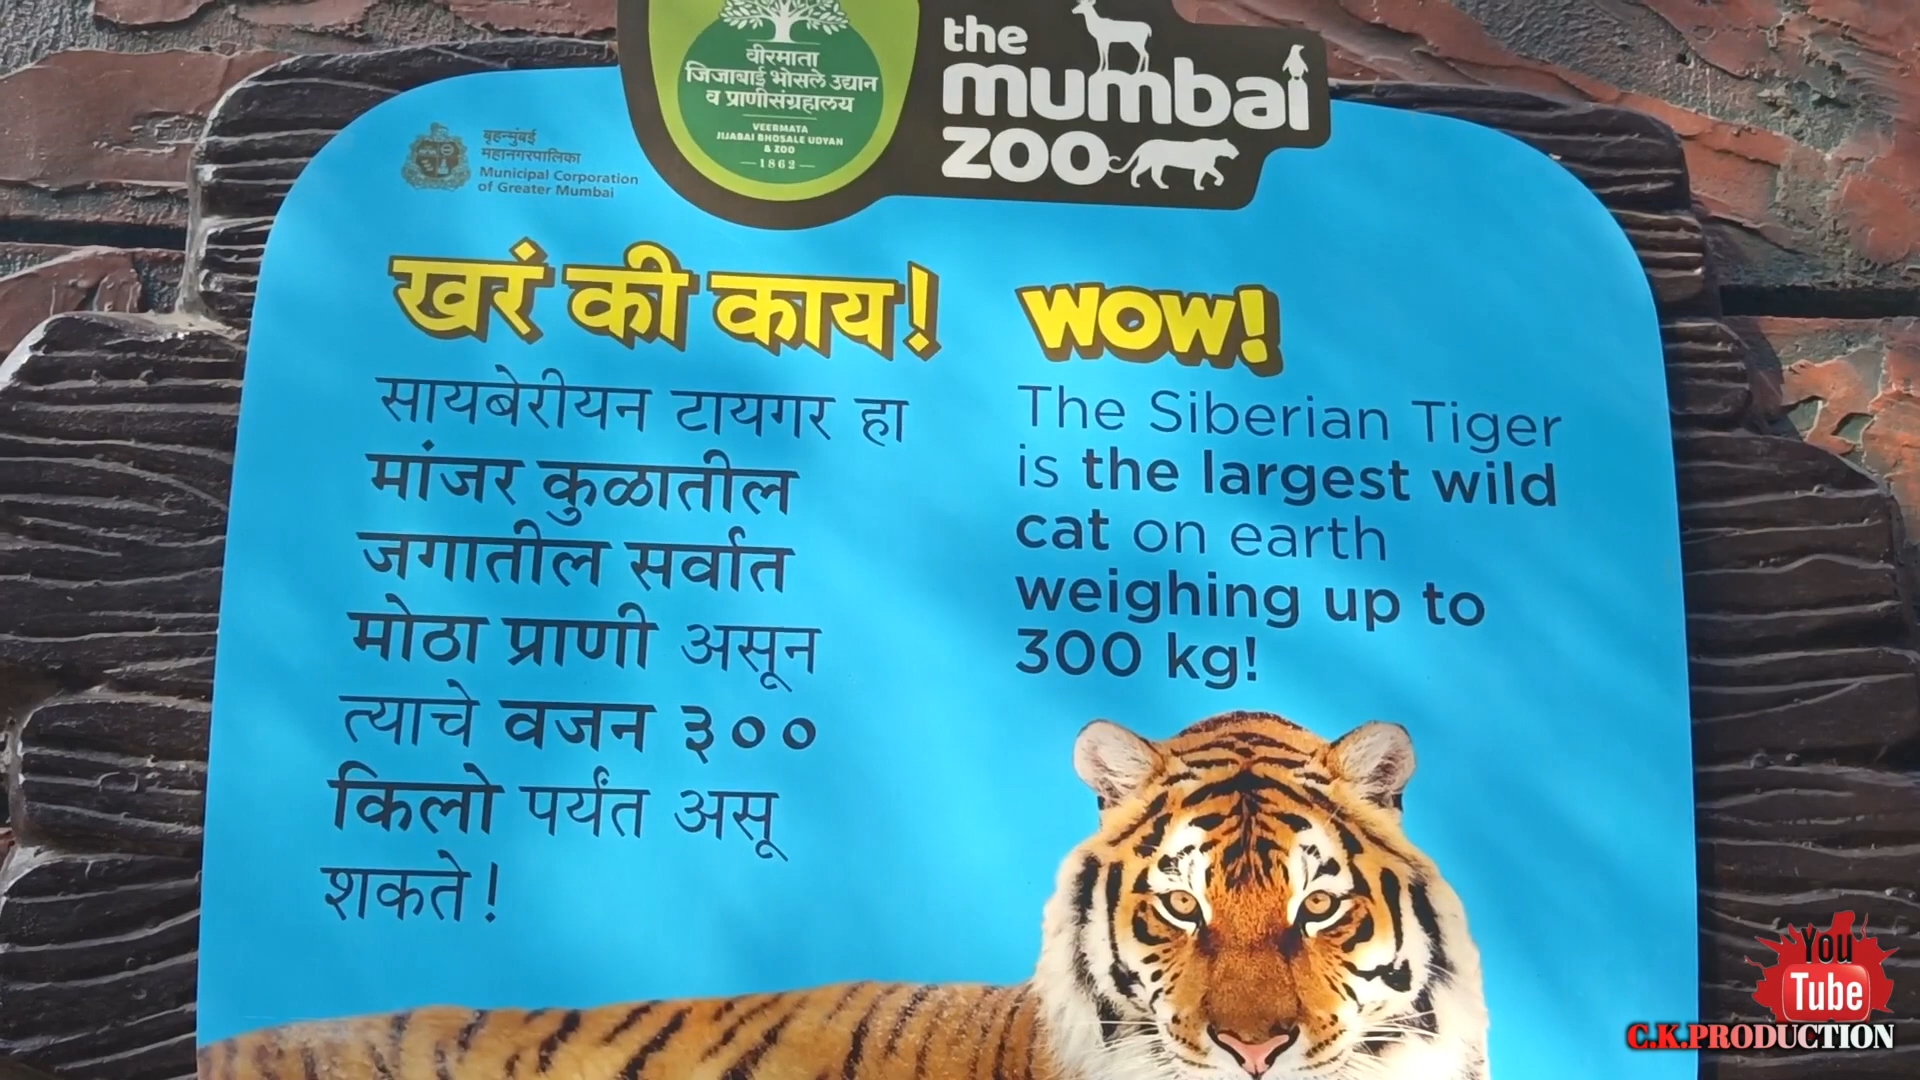 वीरमाता
जिजाबाई भोसले उद्यान
व प्राणीसंग्रहालय
VEERMATA
JIJABAI BHOSALE UDYAN
& ZOO
1862
the
mumbai
zoo
बृहन्मुंबई
महानगरपालिका
Municipal Corporation
of Greater Mumbai
खरं की काय!
सायबेरीयन टायगर हा
मांजर कुळातील
जगातील सर्वात
मोठा प्राणी असून
त्याचे वजन ३००
किलो पर्यंत असू
शकते!
WOW!
The Siberian Tiger
is the largest wild
cat on earth
weighing up to
300 kg!
You
Tube
C.K.PRODUCTION